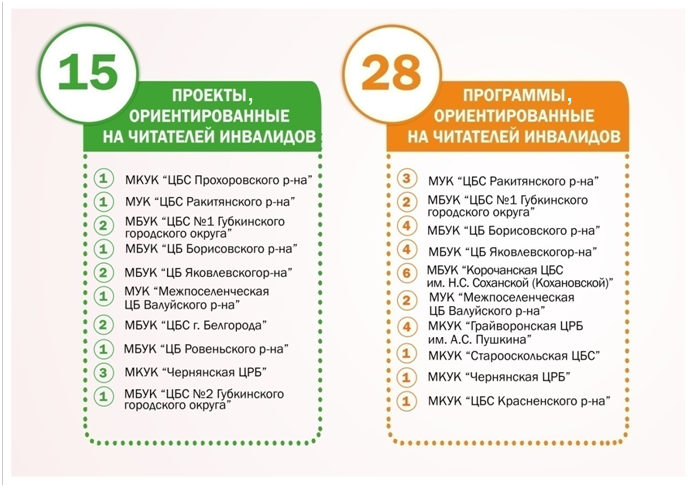 15
ПРОЕКТЫ,
ОРИЕНТИРОВАННЫЕ
НА ЧИТАТЕЛЕЙ ИНВАЛИДОВ
1 МКУК “ЦБС Прохоровского р-на”
1 МУК “ЦБС Ракитянского р-на”
2 МБУК “ЦБС №1 Губкинского
городского округа”
1 МБУК “ЦБ Борисовского р-на”
2 МБУК “ЦБ Яковлевскогор-на”
1 МУК “Межпоселенческая
ЦБ Валуйского р-на”
2 МБУК “ЦБС г. Белгорода”
1 МБУК “ЦБ Ровеньского р-на”
3 МКУК “Чернянская ЦРБ”
1 МБУК “ЦБС №2 Губкинского
городского округа”
28
ПРОГРАММЫ,
ОРИЕНТИРОВАННЫЕ
НА ЧИТАТЕЛЕЙ ИНВАЛИДОВ
3 МУК “ЦБС Ракитянского р-на”
2 МБУК “ЦБС №1 Губкинского
городского округа”
4 МБУК “ЦБ Борисовского р-на”
4 МБУК “ЦБ Яковлевскогор-на”
6 МБУК “Корочанская ЦБС
им. Н.С. Соханской (Кохановской)”
2 МУК “Межпоселенческая
ЦБ Валуйского р-на”
4 МКУК “Грайворонская ЦРБ
им. А.С. Пушкина”
1 МКУК “Старооскольская ЦБС”
1 МКУК “Чернянская ЦРБ”
1 МКУК “ЦБС Красненского р-на”